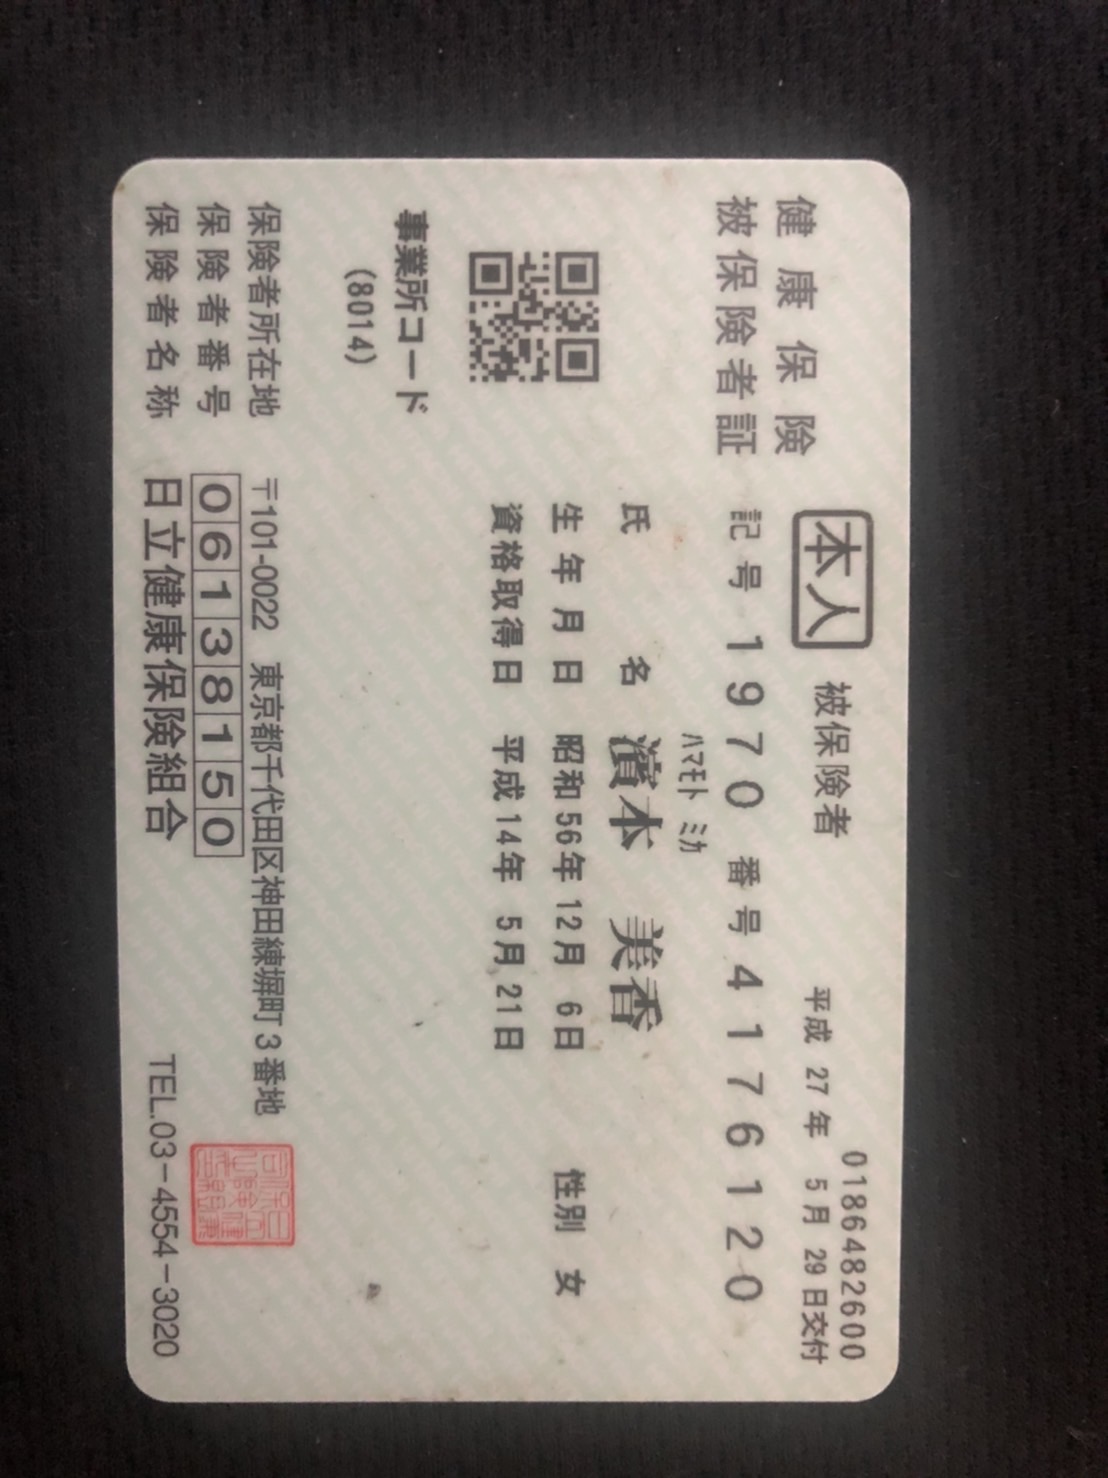 健康保険
被保険者証
本人 被保険者
01864482600
平成 27年 5月 29日交付
記号 1970 番号 41776120
ハマモト ミカ
氏 名 濱本 美香
生年月日 昭和56年12月 6日 性別 女
資格取得日 平成14年 5月21日
事業所コード
(8014)
保険者所在地 〒101-0022 東京都千代田区神田練塀町3番地
保険者番号 06138150
保険者名称 日立健康保険組合 TEL.03-4554-3020